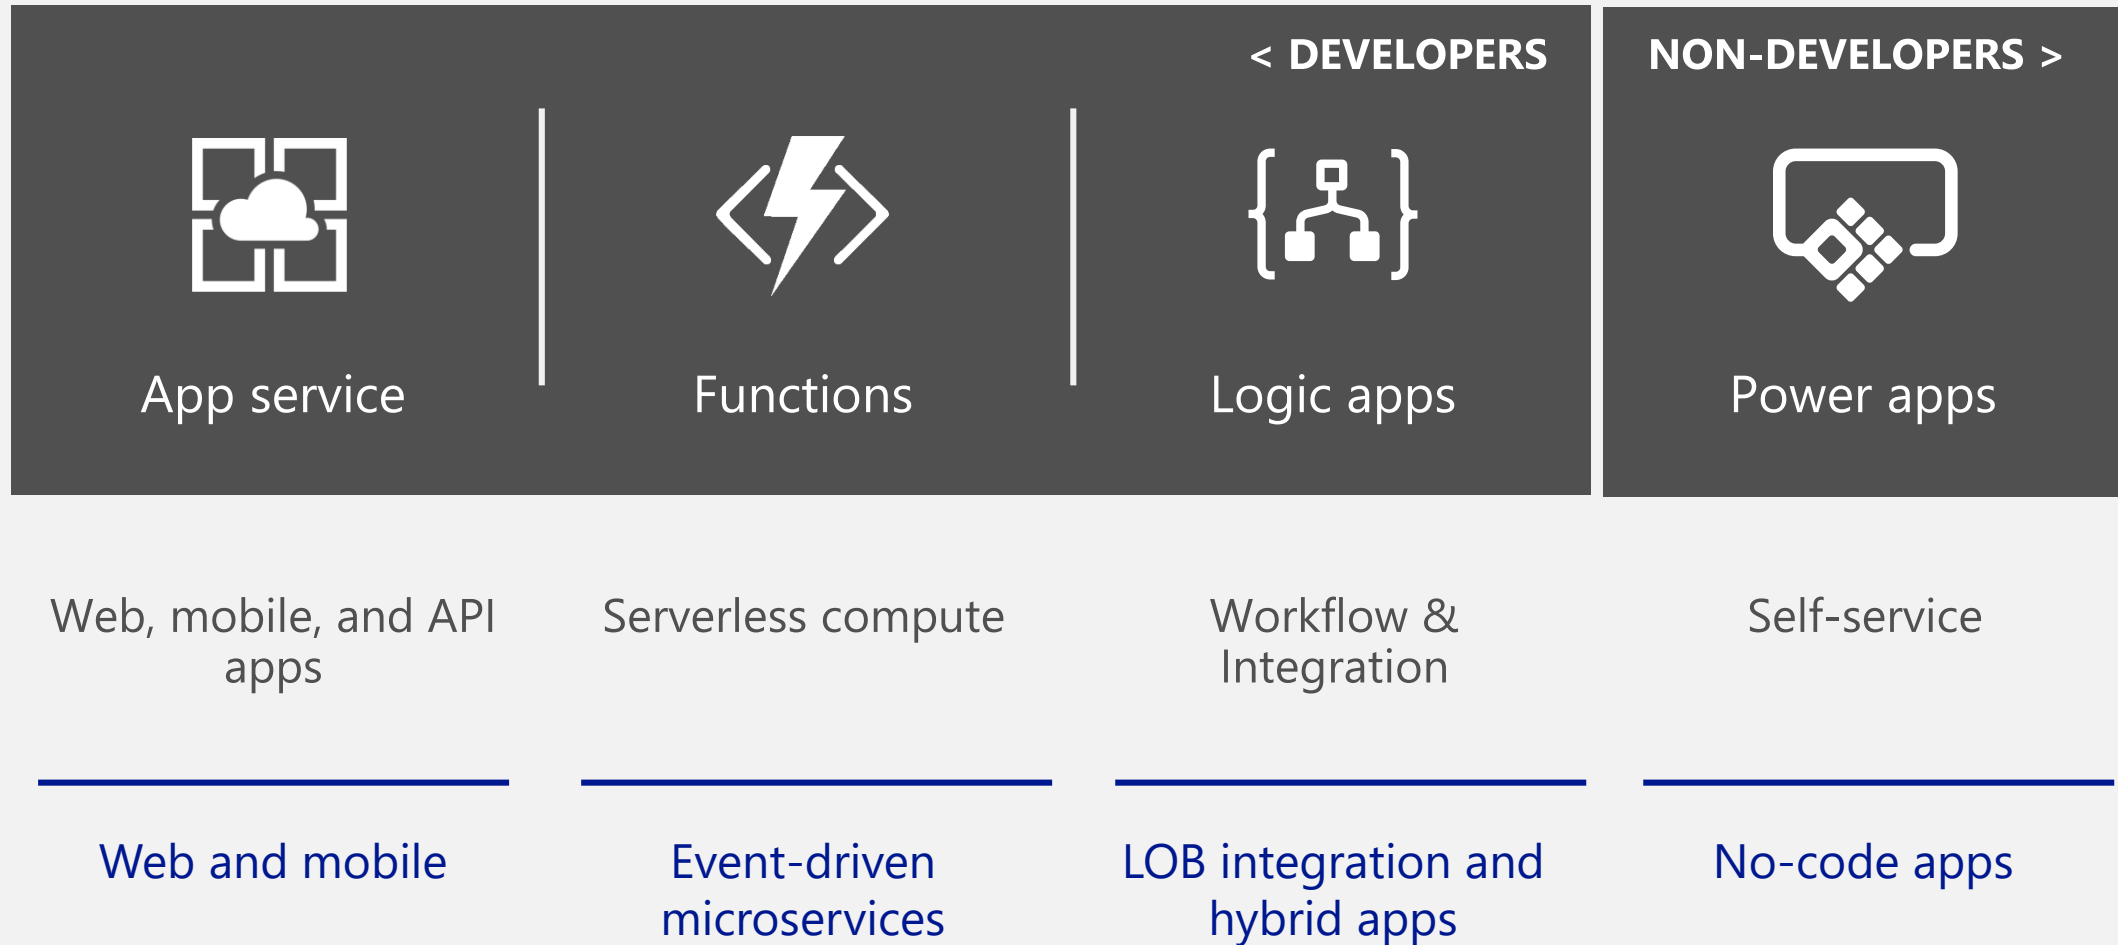 < DEVELOPERS
NON-DEVELOPERS >
App service
Functions
Logic apps
Power apps
Web, mobile, and API
apps
Serverless compute
Workflow &
Integration
Self-service
Web and mobile
Event-driven
microservices
LOB integration and
hybrid apps
No-code apps